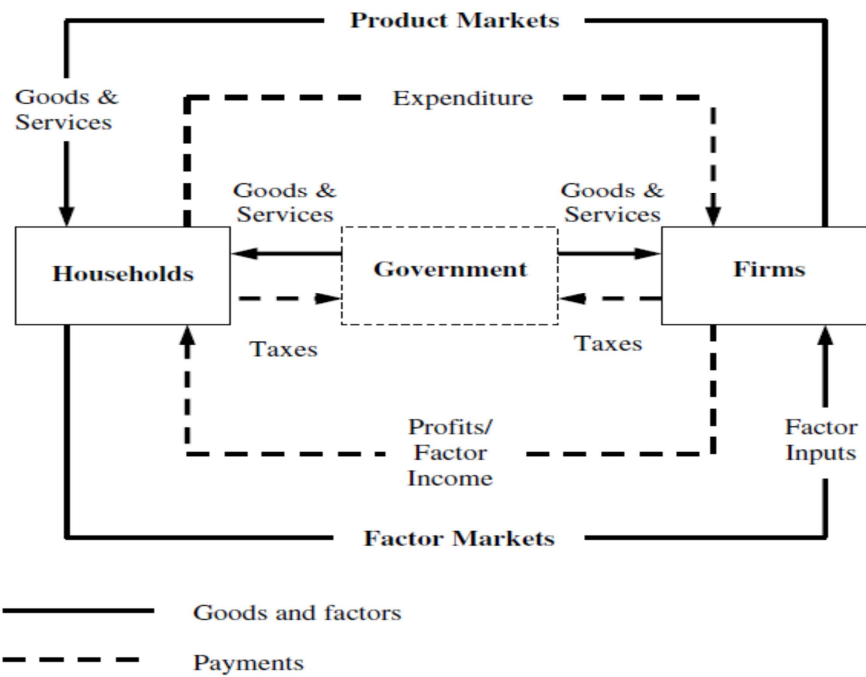 Product Markets
Goods &
Services
Expenditure
Goods &
Services
Goods &
Services
Households
Government
Firms
Taxes
Taxes
Profits/
Factor
Income
Factor
Inputs
Factor Markets
Goods and factors
Payments